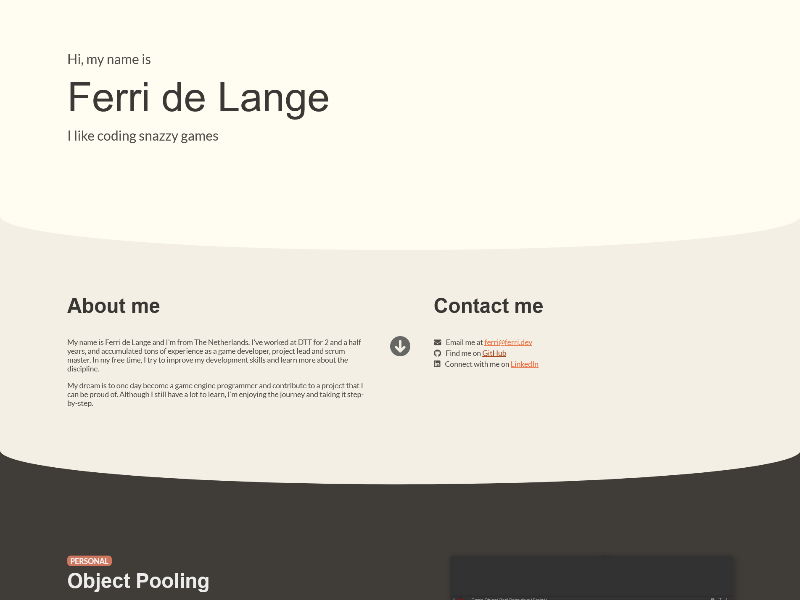 Hi, my name is
Ferri de Lange
I like coding snazzy games
About me
My name is Ferri de Lange and I'm from The Netherlands. I've worked at DTT for 2 and a half
years, and accumulated tons of experience as a game developer, project lead and scrum
master. In my free time, I try to improve my development skills and learn more about the
discipline.
My dream is to one day become a game engine programmer and contribute to a project that I
can be proud of. Although I still have a lot to learn, I'm enjoying the journey and taking it step-
by-step.
Contact me
Email me at ferri@ferri.dev
Find me on GitHub
Connect with me on LinkedIn
PERSONAL
Object Pooling